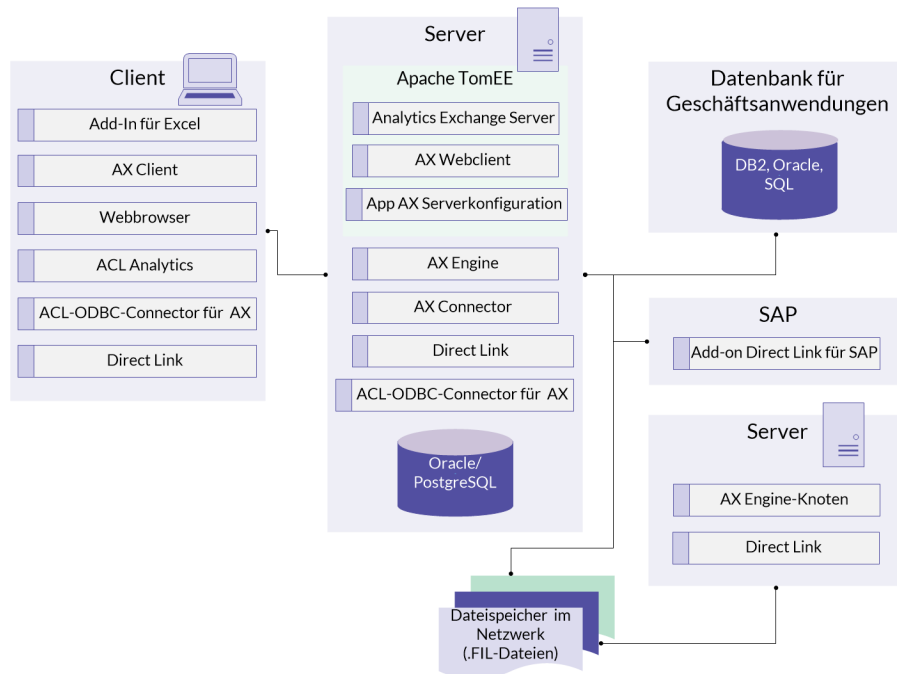 Client
Add-In für Excel
AX Client
Webbrowser
ACL Analytics
ACL-ODBC-Connector für AX
Direct Link
Server
Apache TomEE
Analytics Exchange Server
AX Webclient
App AX Serverkonfiguration
AX Engine
AX Connector
Direct Link
ACL-ODBC-Connector für AX
Oracle/
PostgreSQL
Datenbank für
Geschäftsanwendungen
DB2, Oracle,
SQL
SAP
Add-on Direct Link für SAP
Server
AX Engine-Knoten
Direct Link
Dateispeicher im
Netzwerk
(.FIL-Dateien)